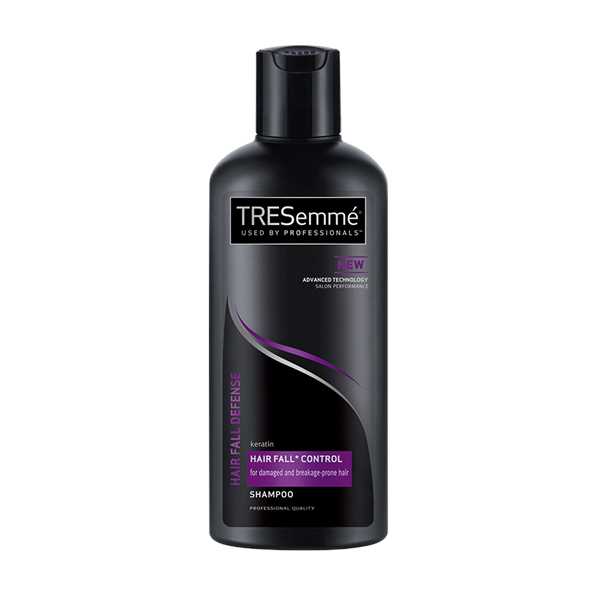 TRESemmé®
USED BY PROFESSIONALS™
NEW
ADVANCED TECHNOLOGY
SALON PERFORMANCE
HAIR FALL DEFENSE
keratin
HAIR FALL* CONTROL
for damaged and breakage-prone hair
SHAMPOO
PROFESSIONAL QUALITY